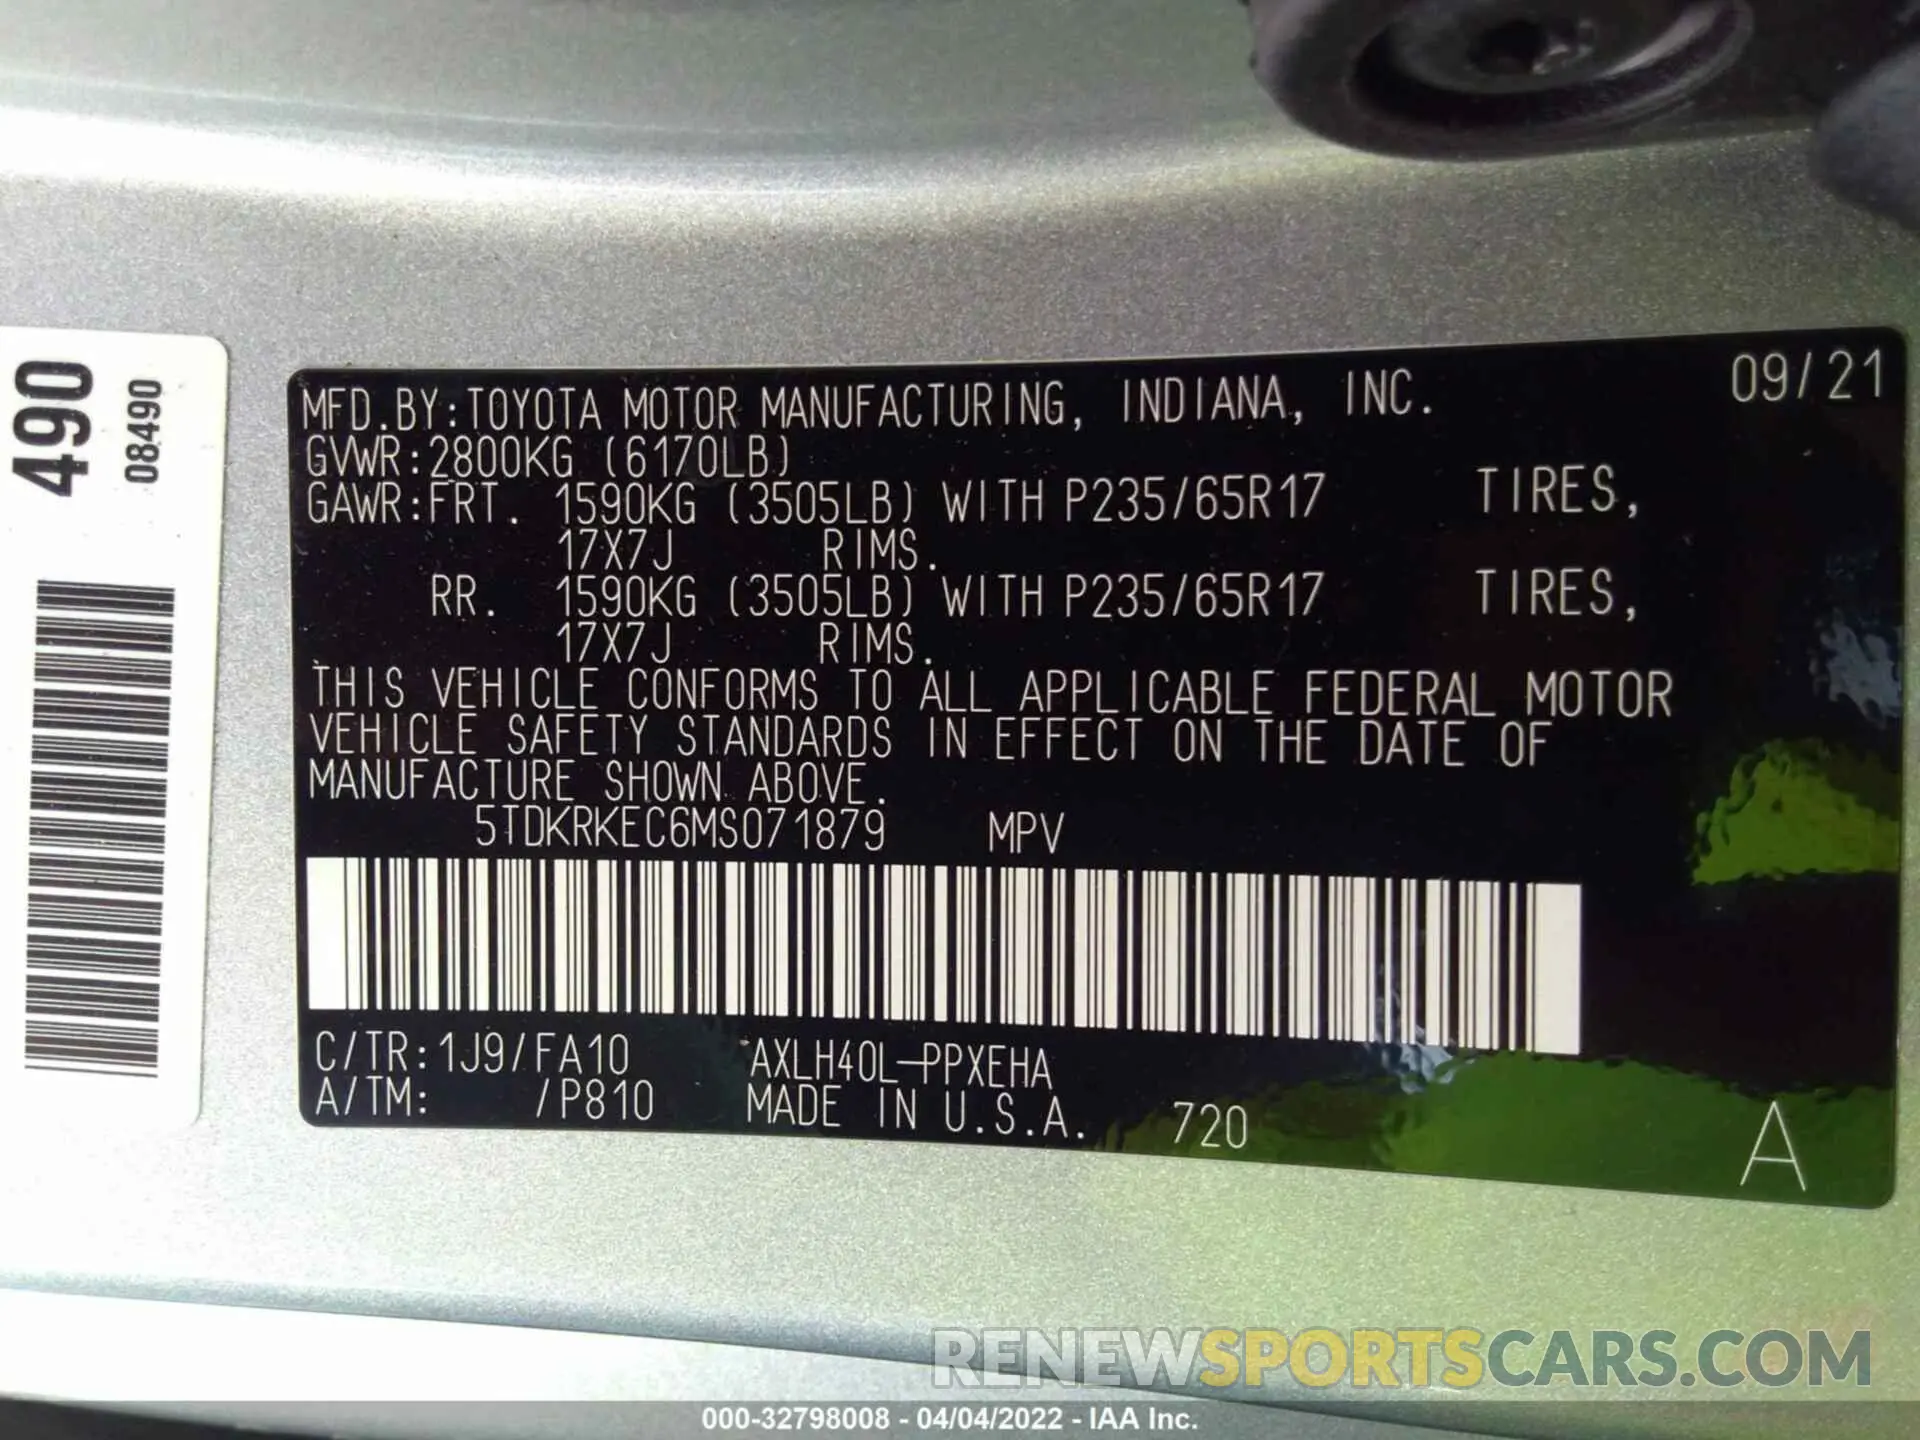 490
08490
MFD.BY:TOYOTA MOTOR MANUFACTURING, INDIANA, INC. 09/21
GVWR:2800KG (6170LB)
GAWR:FRT. 1590KG (3505LB) WITH P235/65R17 TIRES,
17X7J RIMS.
RR. 1590KG (3505LB) WITH P235/65R17 TIRES,
17X7J RIMS.
THIS VEHICLE CONFORMS TO ALL APPLICABLE FEDERAL MOTOR
VEHICLE SAFETY STANDARDS IN EFFECT ON THE DATE OF
MANUFACTURE SHOWN ABOVE.
5TDKRKEC6MS071879 MPV
C/TR:1J9/FA10 AXLH40L-PPXEHA
A/TM: /P810 MADE IN U.S.A. 720 A
RENEWSPORTSCARS.COM
000-32798008 - 04/04/2022 - IAA Inc.